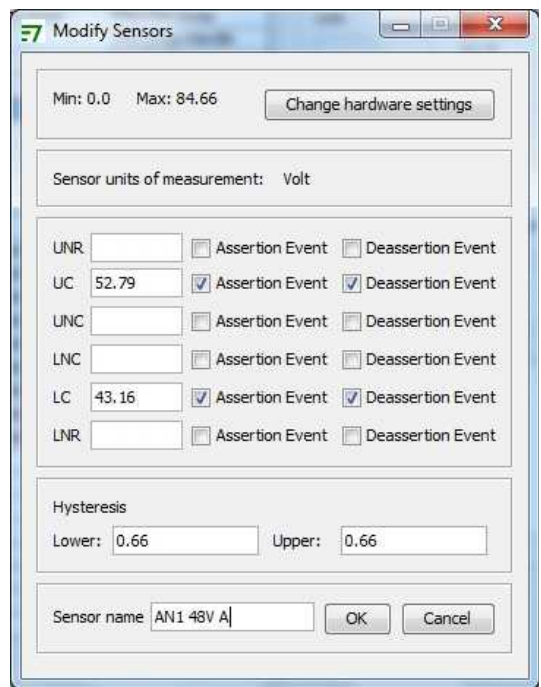 Modify Sensors
Min: 0.0 Max: 84.66 Change hardware settings
Sensor units of measurement: Volt
UNR Assertion Event Deassertion Event
UC 52.79 Assertion Event Deassertion Event
UNC Assertion Event Deassertion Event
LNC Assertion Event Deassertion Event
LC 43.16 Assertion Event Deassertion Event
LNR Assertion Event Deassertion Event
Hysteresis
Lower: 0.66 Upper: 0.66
Sensor name AN1 48V A OK Cancel